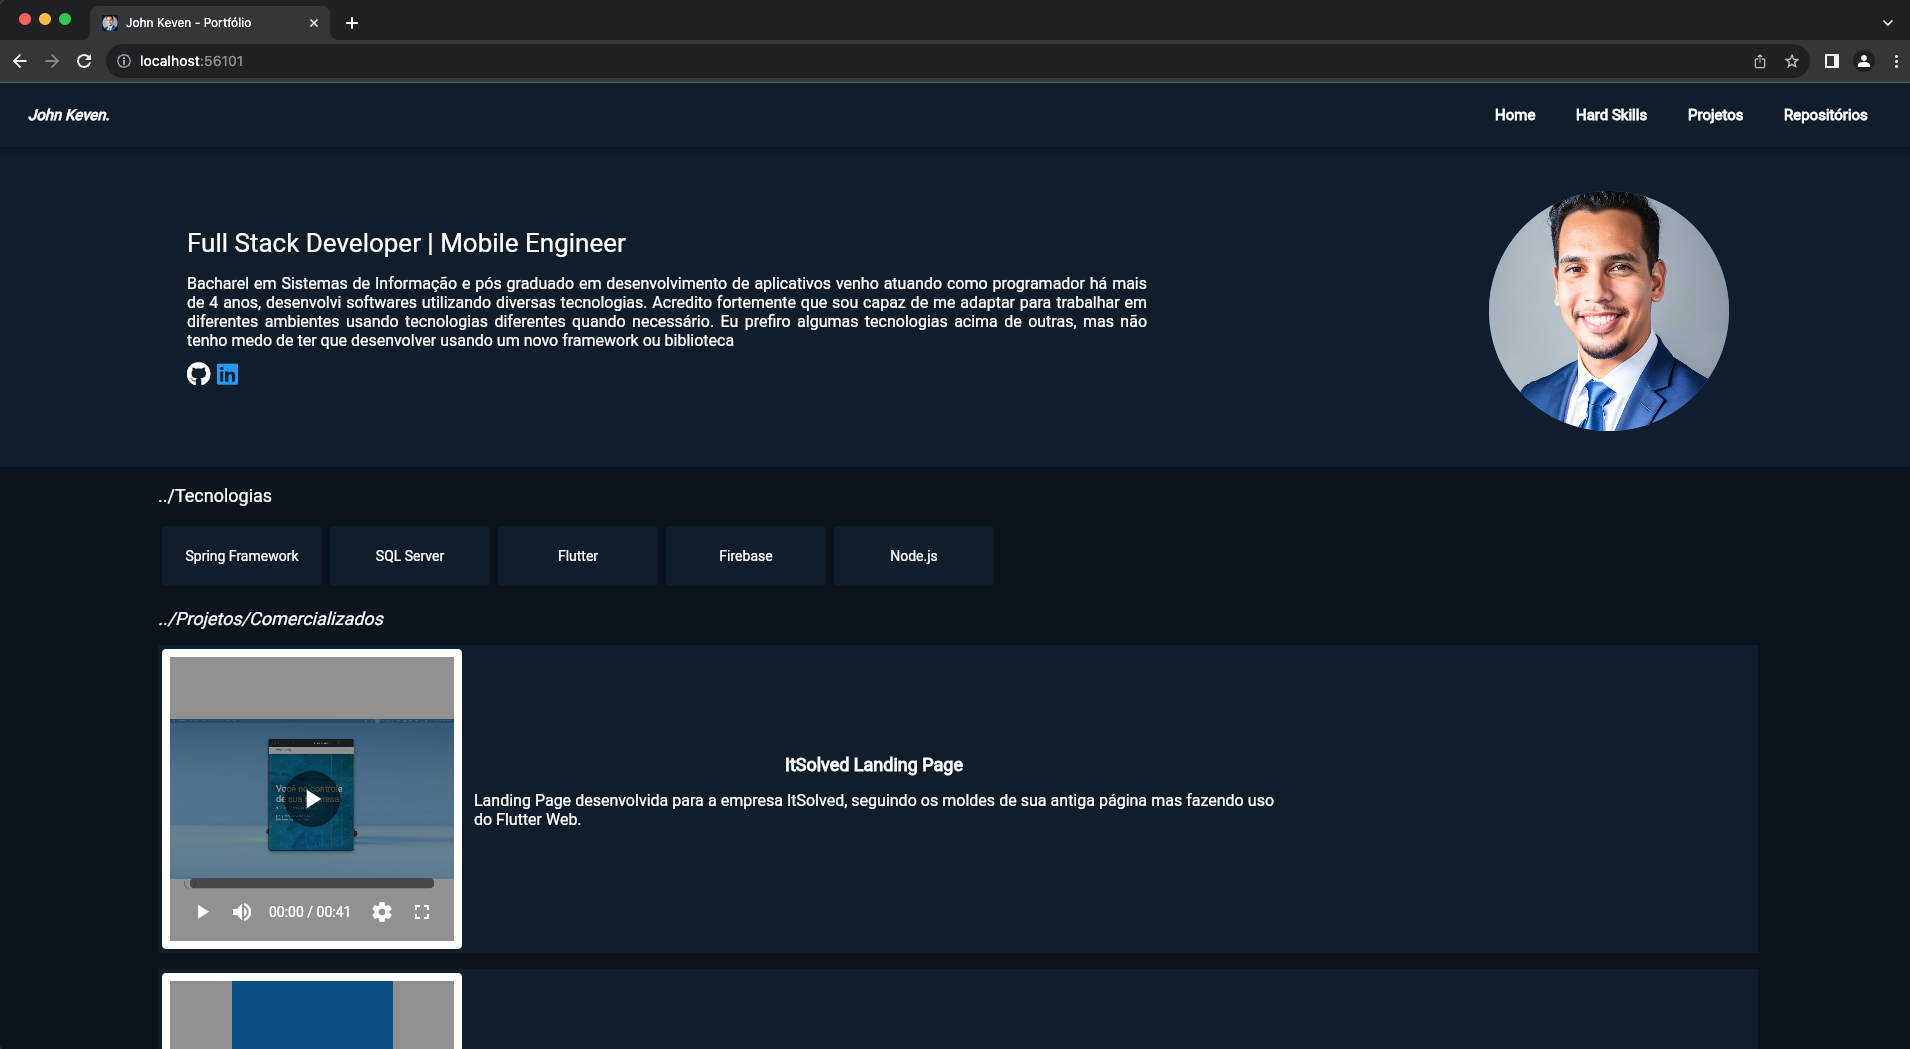 John Keven - Portfólio
localhost:56101
John Keven.
Home
Hard Skills
Projetos
Repositórios
Full Stack Developer | Mobile Engineer
Bacharel em Sistemas de Informação e pós graduado em desenvolvimento de aplicativos venho atuando como programador há mais
de 4 anos, desenvolvi softwares utilizando diversas tecnologias. Acredito fortemente que sou capaz de me adaptar para trabalhar em
diferentes ambientes usando tecnologias diferentes quando necessário. Eu prefiro algumas tecnologias acima de outras, mas não
tenho medo de ter que desenvolver usando um novo framework ou biblioteca
in
../Tecnologias
Spring Framework
SQL Server
Flutter
Firebase
Node.js
../Projetos/Comercializados
Você no controle
de sua empresa
00:00 / 00:41
ItSolved Landing Page
Landing Page desenvolvida para a empresa ItSolved, seguindo os moldes de sua antiga página mas fazendo uso
do Flutter Web.